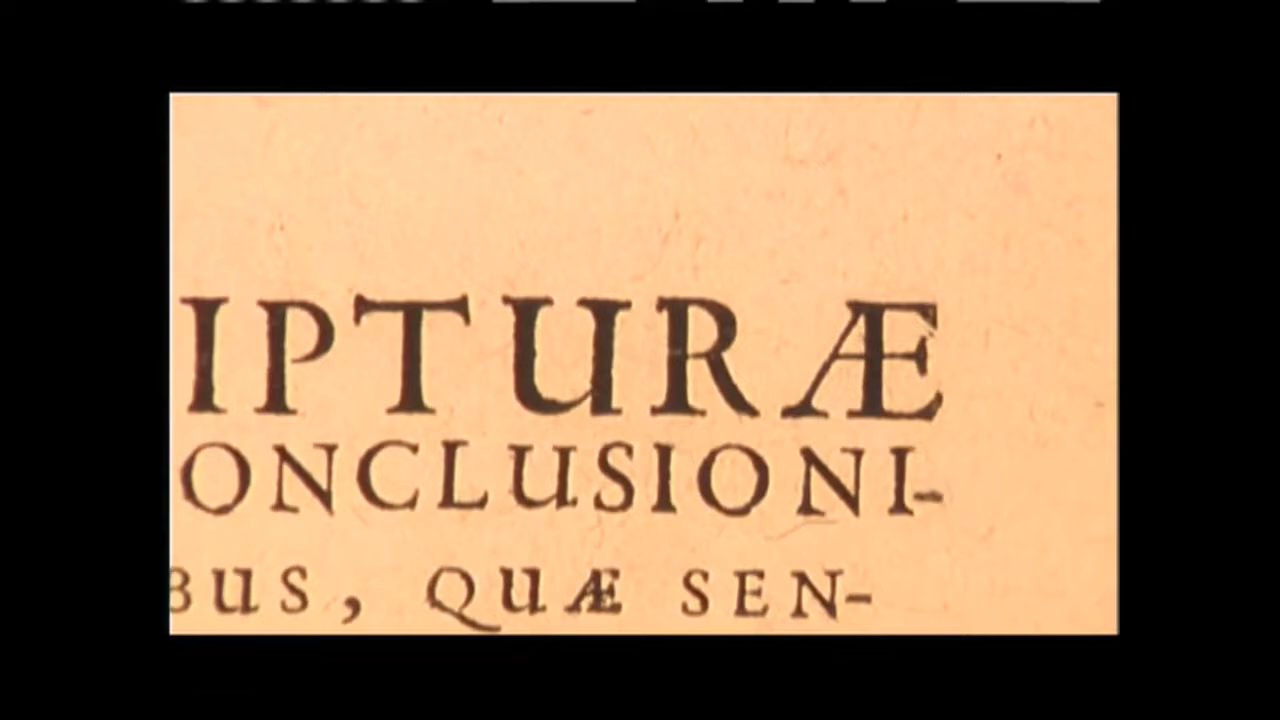 IPTURÆ
ONCLUSIONI-
BUS, QUÆ SEN-